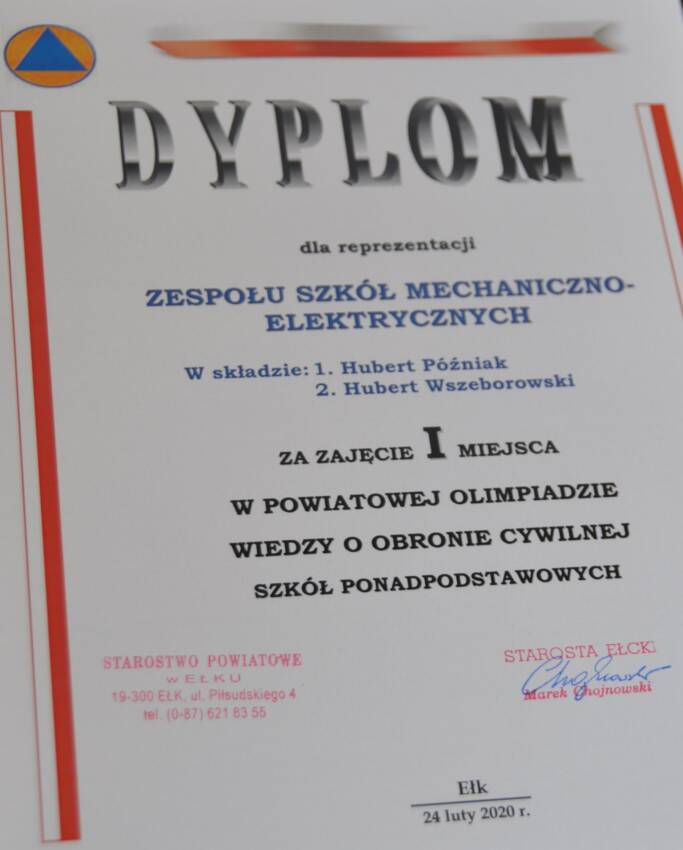 DYPLOM
dla reprezentacji
ZESPOŁU SZKÓŁ MECHANICZNO-
ELEKTRYCZNYCH
W składzie: 1. Hubert Późniak
2. Hubert Wszeborowski
ZA ZAJĘCIE I MIEJSCA
W POWIATOWEJ OLIMPIADZIE
WIEDZY O OBRONIE CYWILNEJ
SZKÓŁ PONADPODSTAWOWYCH
STAROSTWO POWIATOWE
w EŁKU
19-300 EŁK, ul. Piłsudskiego 4
tel. (0-87) 621 83 55
STAROSTA EŁCKI
Marek Chojnowski
Ełk
24 luty 2020 r.